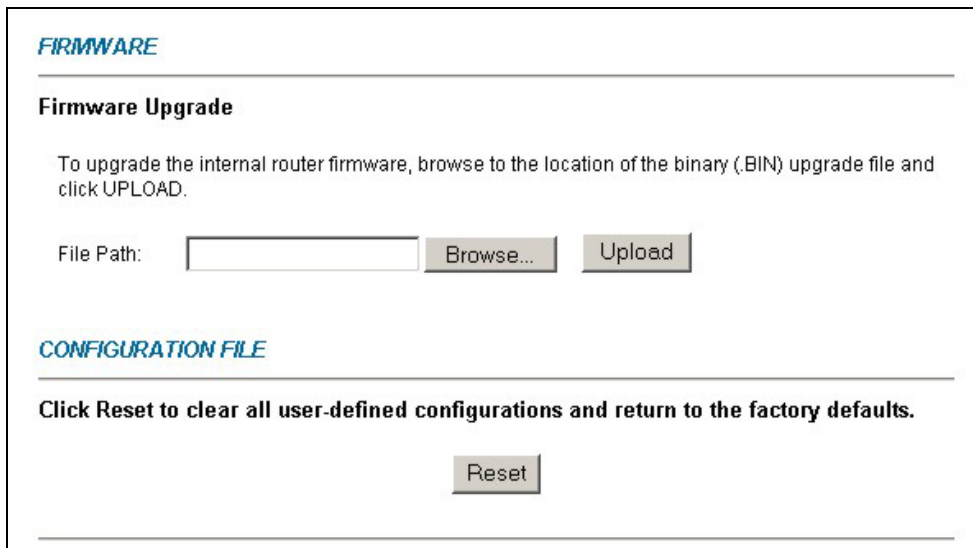 FIRMWARE
Firmware Upgrade
To upgrade the internal router firmware, browse to the location of the binary (.BIN) upgrade file and
click UPLOAD.
File Path: Browse... Upload
CONFIGURATION FILE
Click Reset to clear all user-defined configurations and return to the factory defaults.
Reset